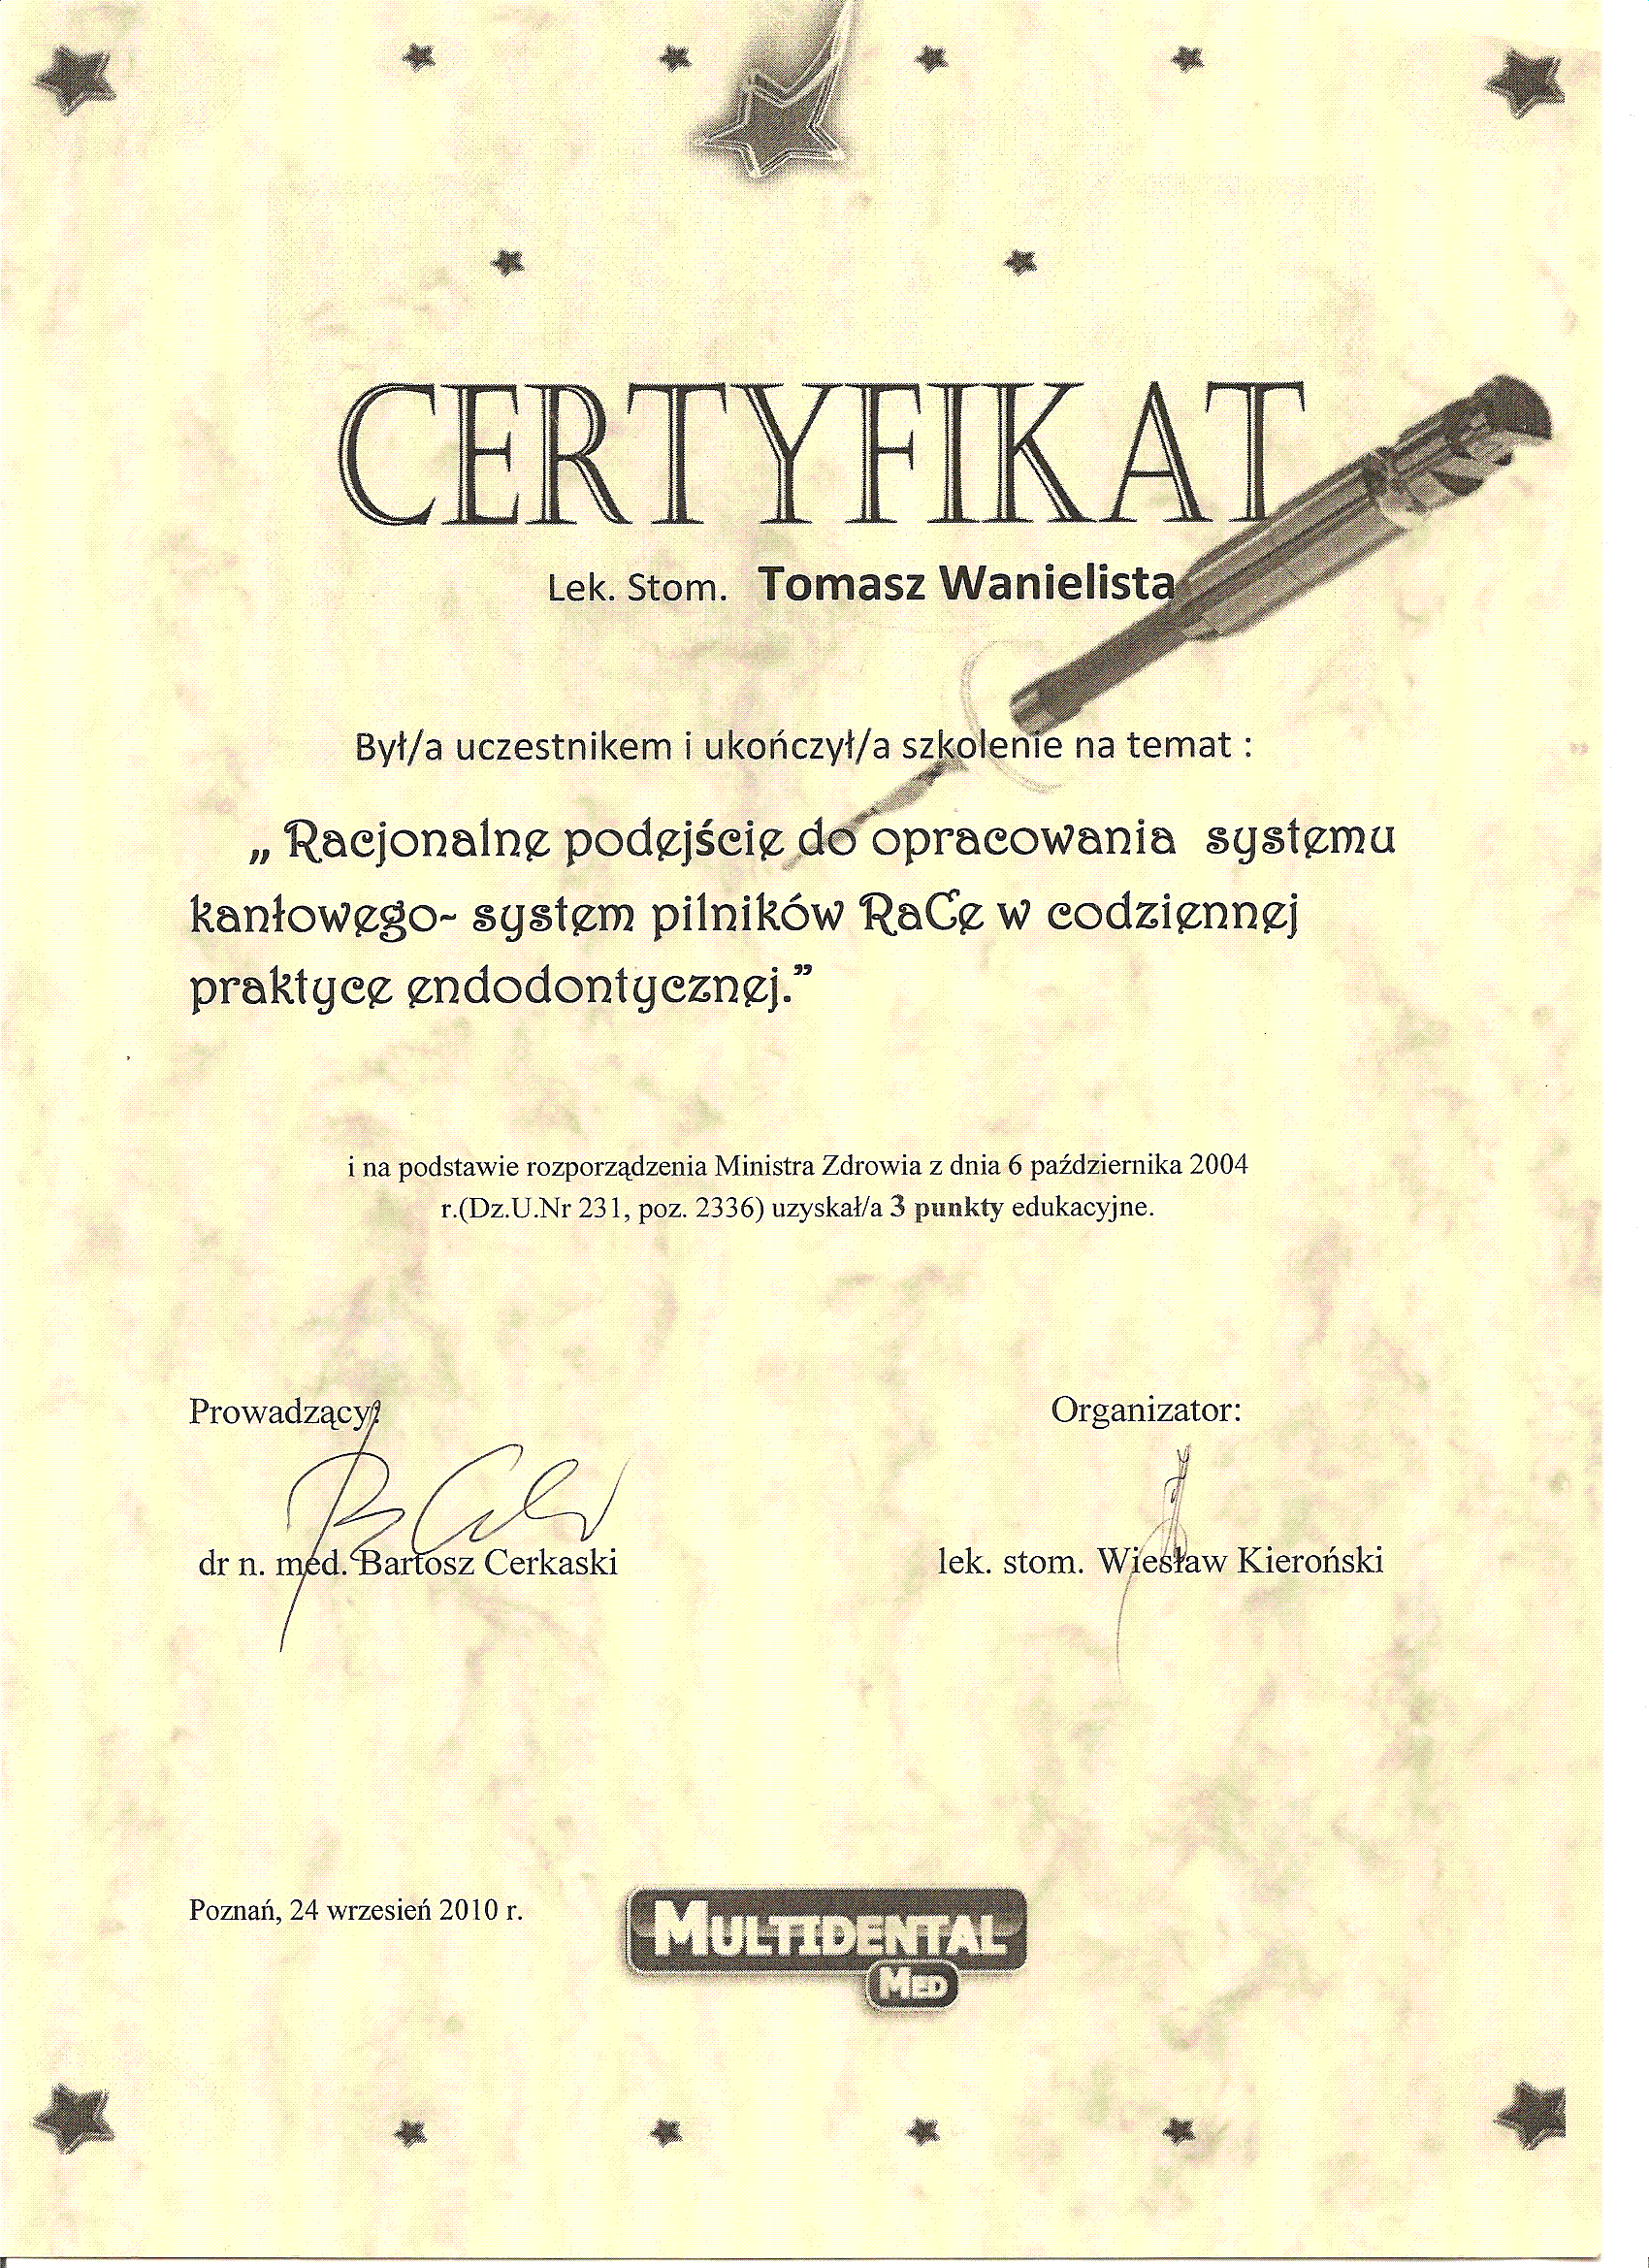 CERTYFIKAT
Lek. Stom. Tomasz Wanielista
Był/a uczestnikem i ukończył/a szkolenie na temat :
„ Racjonalne podejście do opracowania systemu
kanłowego- system pilników RaCe w codziennej
praktyce endodontycznej.”
i na podstawie rozporządzenia Ministra Zdrowia z dnia 6 października 2004
r.(Dz.U.Nr 231, poz. 2336) uzyskał/a 3 punkty edukacyjne.
Prowadzący: Organizator:
dr n. med. Bartosz Cerkaski lek. stom. Wiesław Kieroński
Poznań, 24 wrzesień 2010 r.
MULTIDENTAL
MED